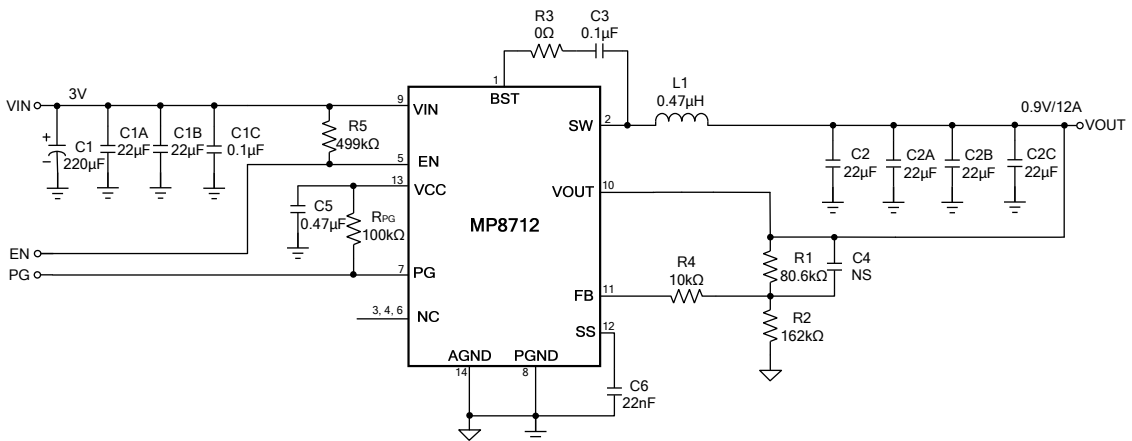 R3
0Ω
C3
0.1µF
1
BST
VIN
3V
9
VIN
+
−
C1
220µF
C1A
22µF
C1B
22µF
C1C
0.1µF
R5
499kΩ
5
EN
13
VCC
C5
0.47µF
RPG
100kΩ
EN
PG
7
PG
3, 4, 6
NC
MP8712
SW
2
L1
0.47µH
0.9V/12A
VOUT
C2
22µF
C2A
22µF
C2B
22µF
C2C
22µF
VOUT
10
R1
80.6kΩ
C4
NS
R4
10kΩ
FB
11
R2
162kΩ
SS
12
C6
22nF
AGND
14
PGND
8